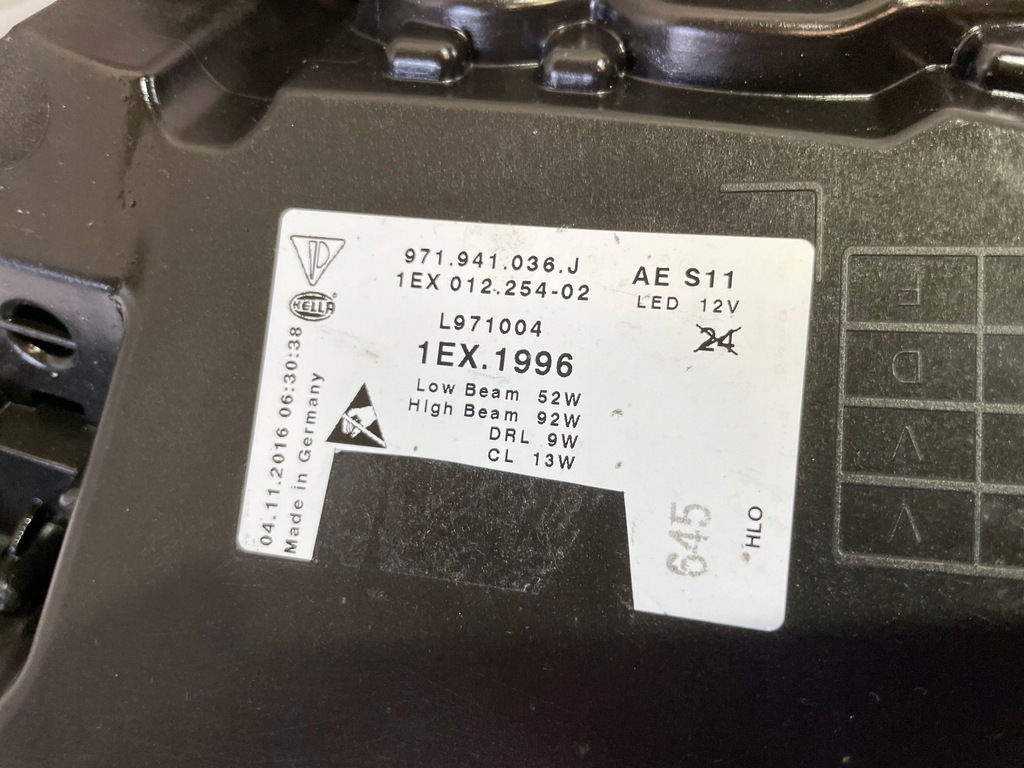 971.941.036.J
1EX 012.254-02
AE S11
LED 12V
24
L971004
1EX.1996
Low Beam 52W
High Beam 92W
DRL 9W
CL 13W
HELLA
04.11.2016 06:30:38
Made in Germany
645
HLO
E
D
V
V